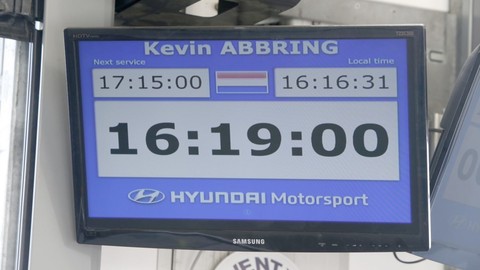 Kevin ABBRING
Next service
Local time
17:15:00
16:16:31
16:19:00
HYUNDAI Motorsport
SAMSUNG